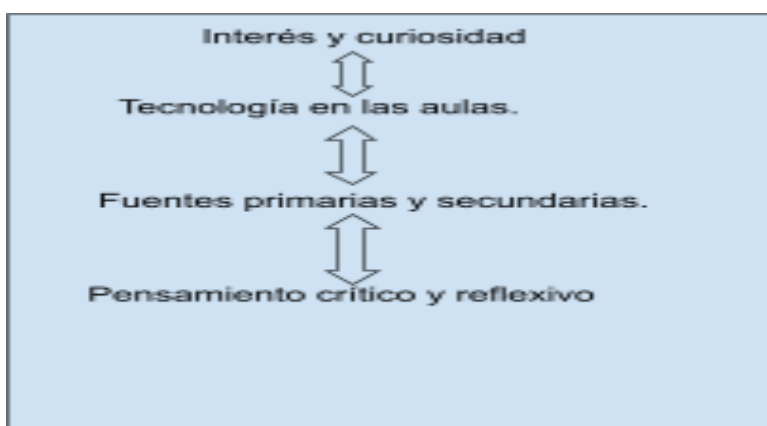 Interés y curiosidad
Tecnología en las aulas.
Fuentes primarias y secundarias.
Pensamiento crítico y reflexivo